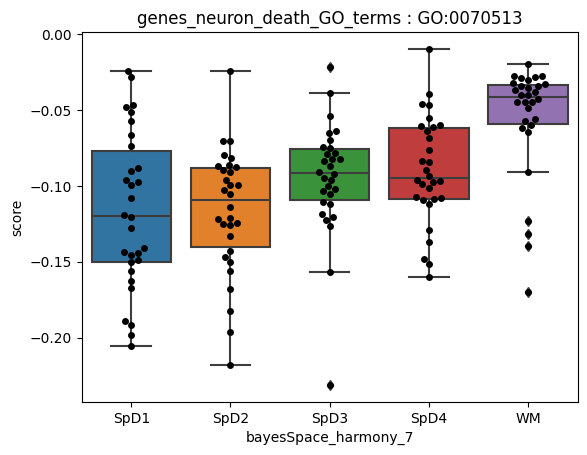 genes_neuron_death_GO_terms : GO:0070513
0.00
−0.05
−0.10
−0.15
−0.20
score
SpD1 SpD2 SpD3 SpD4 WM
bayesSpace_harmony_7